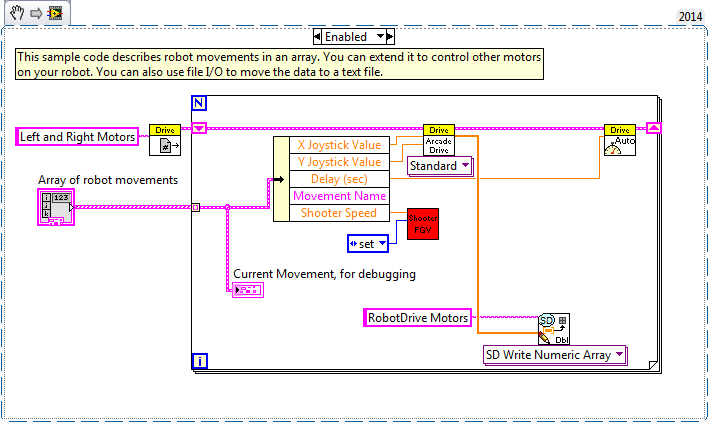 2014
Enabled
This sample code describes robot movements in an array. You can extend it to control other motors
on your robot. You can also use file I/O to move the data to a text file.
N
Left and Right Motors
Drive
#
Drive
Arcade
Drive
Standard
Drive
Auto
X Joystick Value
Y Joystick Value
Delay (sec)
Movement Name
Shooter Speed
Array of robot movements
i
j
k
123
Shooter
FGV
set
Current Movement, for debugging
RobotDrive Motors
SD
Dbl
SD Write Numeric Array
i